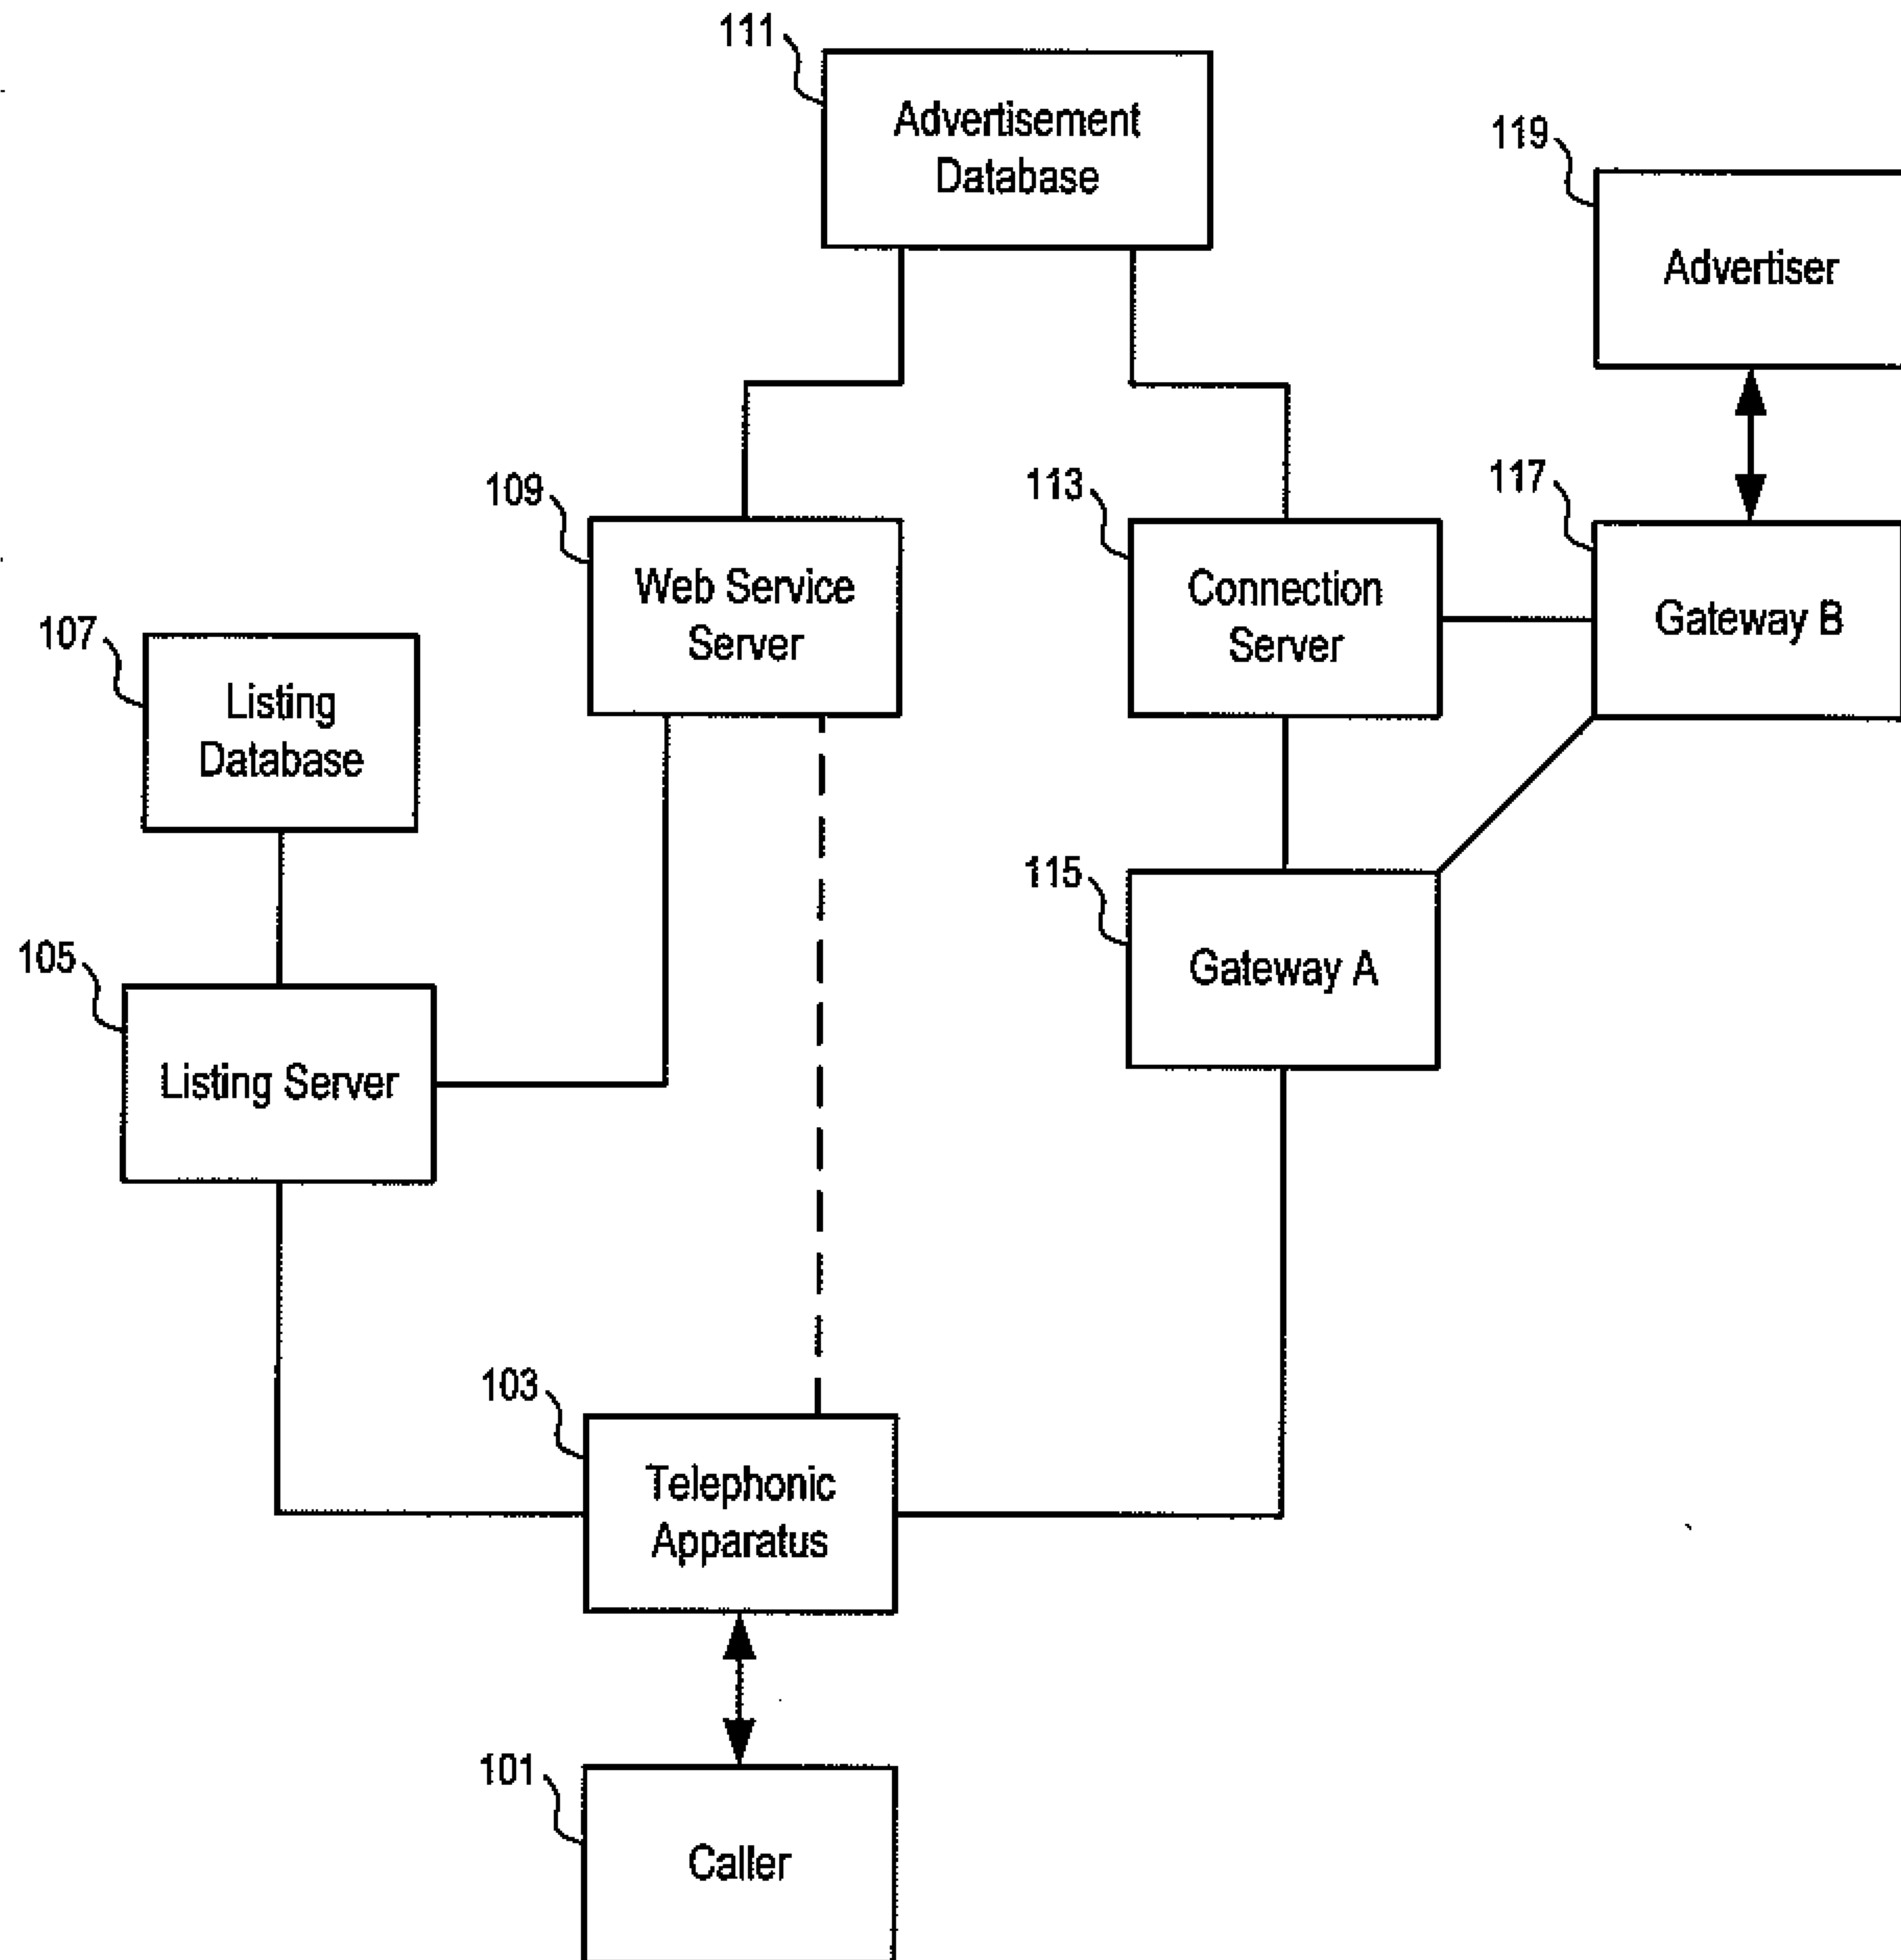 111
Advertisement
Database
119
Advertiser
109
Web Service
Server
113
Connection
Server
117
Gateway B
107
Listing
Database
115
Gateway A
105
Listing Server
103
Telephonic
Apparatus
101
Caller